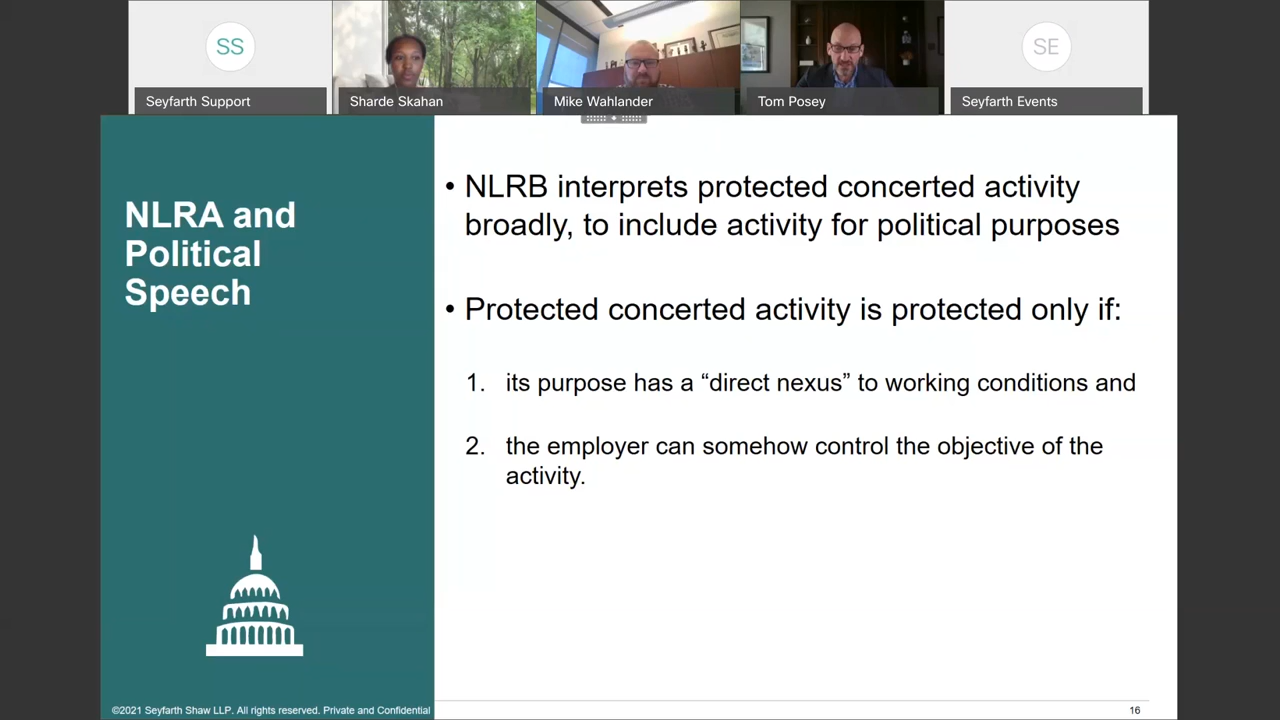 SS
SE
Seyfarth Support
Sharde Skahan
Mike Wahlander
Tom Posey
Seyfarth Events
NLRA and
Political
Speech
• NLRB interprets protected concerted activity
broadly, to include activity for political purposes
• Protected concerted activity is protected only if:
1. its purpose has a “direct nexus” to working conditions and
2. the employer can somehow control the objective of the
activity.
©2021 Seyfarth Shaw LLP. All rights reserved. Private and Confidential
16